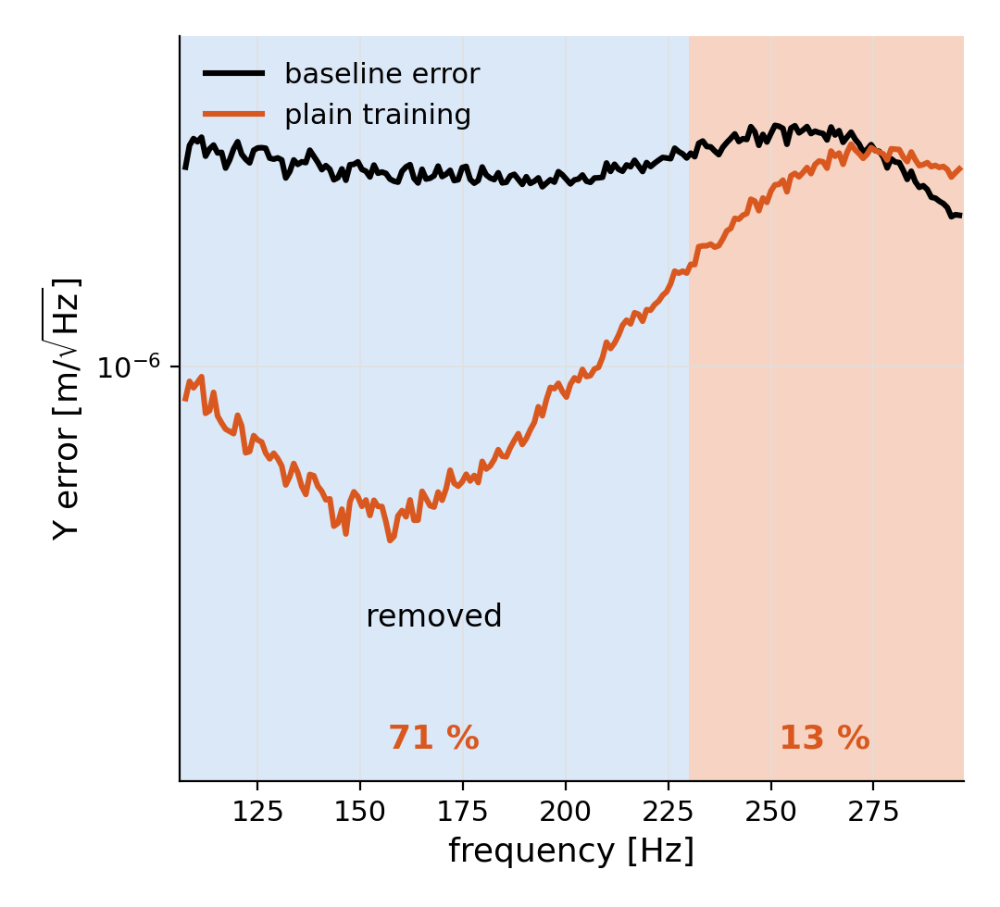 baseline error
plain training
Y error [m/√Hz]
10⁻⁶
removed
71 %
13 %
125 150 175 200 225 250 275
frequency [Hz]